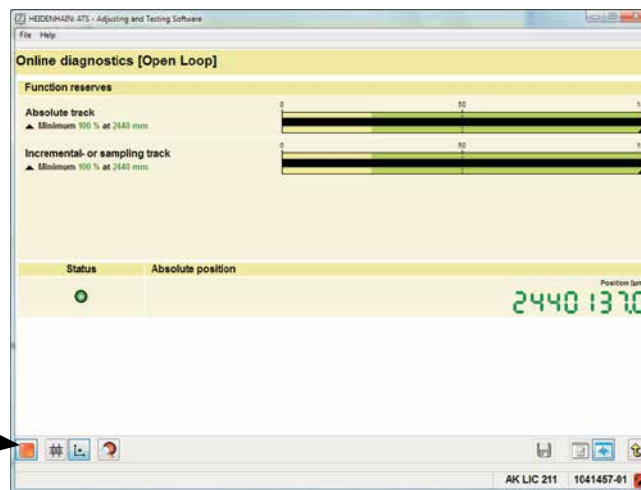 HEIDENHAIN: ATS - Adjusting and Testing Software
File Help
Online diagnostics [Open Loop]
Function reserves
Absolute track
0 50
▲ Minimum 100 % at 2440 mm
Incremental- or sampling track
0 50
▲ Minimum 100 % at 2440 mm
Status Absolute position
Position
2440137.0
AK LIC 211 1041457-01